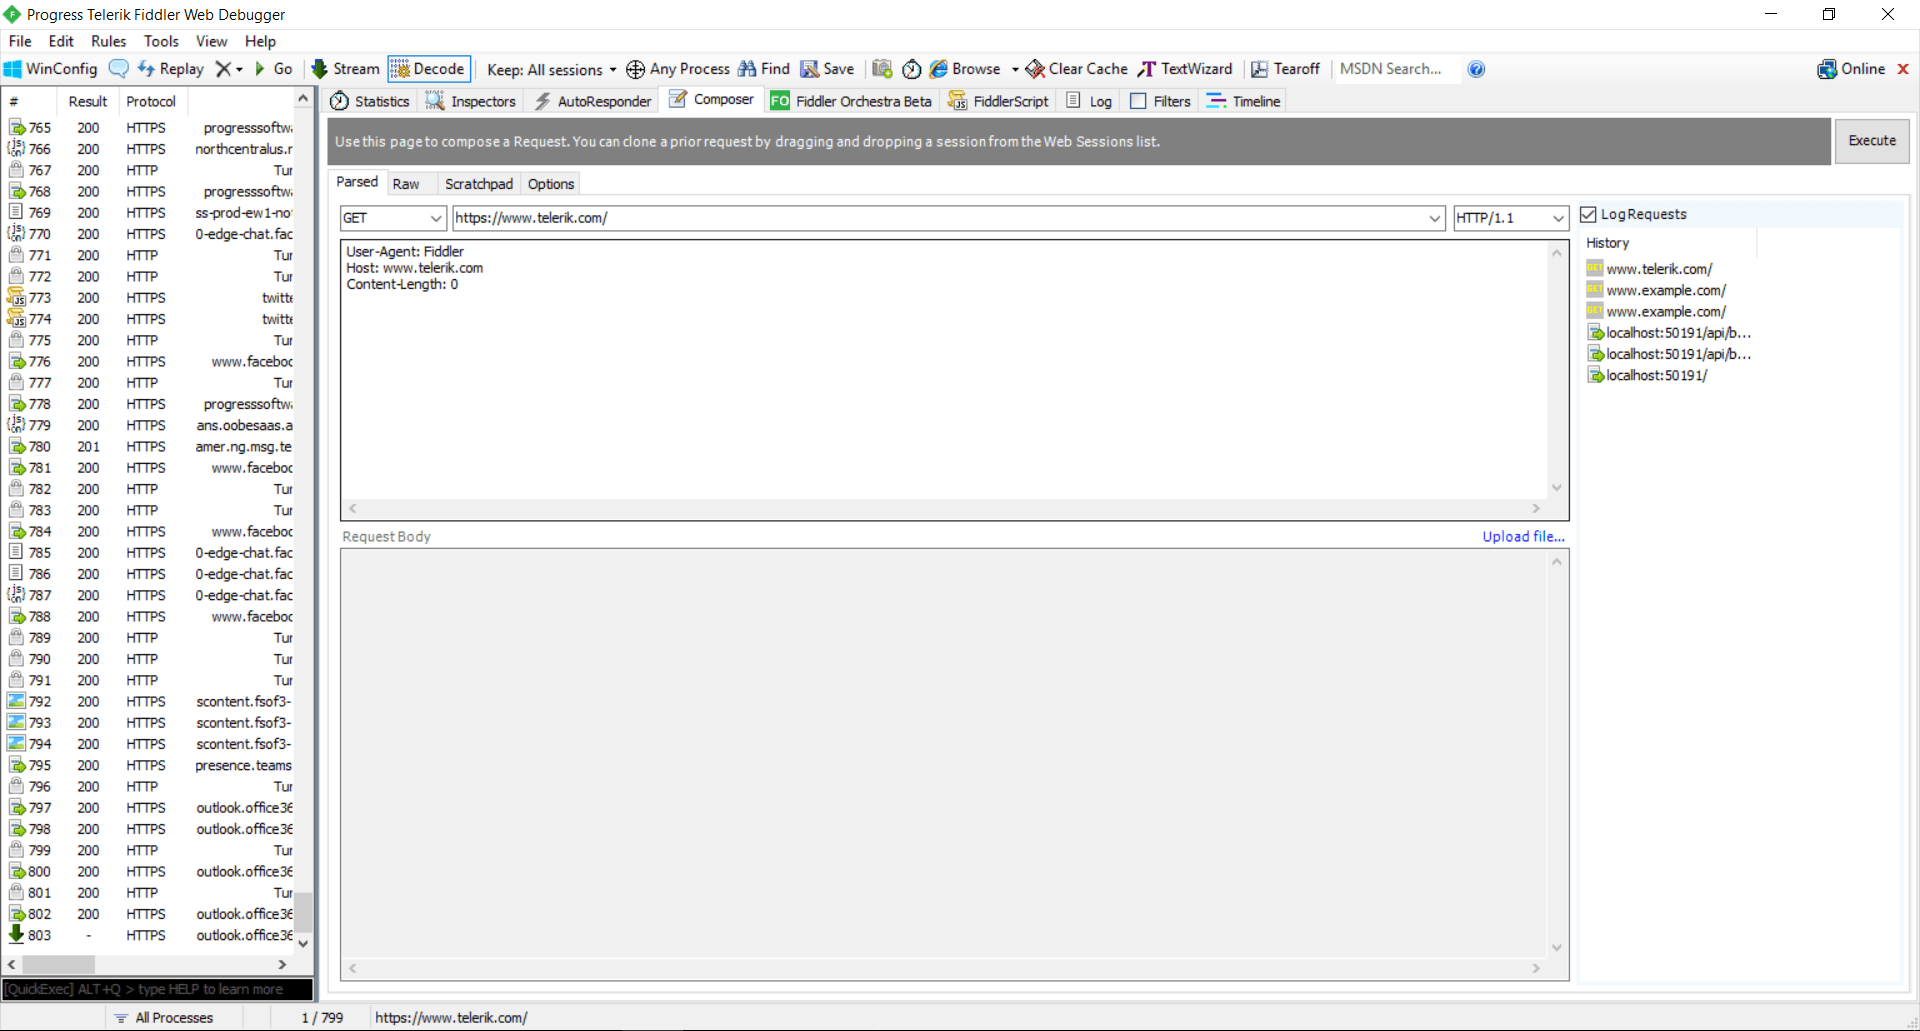 Progress Telerik Fiddler Web Debugger
File Edit Rules Tools View Help
WinConfig Replay Go Stream Decode Keep: All sessions Any Process Find Save Browse Clear Cache TextWizard Tearoff MSDN Search... Online
# Result Protocol
Statistics Inspectors AutoResponder Composer FO Fiddler Orchestra Beta FiddlerScript Log Filters Timeline
Use this page to compose a Request. You can clone a prior request by dragging and dropping a session from the Web Sessions list.
Execute
Parsed Raw Scratchpad Options
GET https://www.telerik.com/ HTTP/1.1
User-Agent: Fiddler
Host: www.telerik.com
Content-Length: 0
Request Body Upload file...
Log Requests
History
www.telerik.com/
www.example.com/
www.example.com/
localhost:50191/api/b...
localhost:50191/api/b...
localhost:50191/
765 200 HTTPS progresssoftwa
766 200 HTTPS northcentralus.r
767 200 HTTP Tur
768 200 HTTPS progresssoftwa
769 200 HTTPS ss-prod-ew1-no
770 200 HTTPS 0-edge-chat.fac
771 200 HTTP Tur
772 200 HTTP Tur
773 200 HTTPS twitte
774 200 HTTPS twitte
775 200 HTTP Tur
776 200 HTTPS www.faceboc
777 200 HTTP Tur
778 200 HTTPS progresssoftwa
779 200 HTTPS ans.oobesaas.a
780 201 HTTPS amer.ng.msg.te
781 200 HTTPS www.faceboc
782 200 HTTP Tur
783 200 HTTP Tur
784 200 HTTPS www.faceboc
785 200 HTTPS 0-edge-chat.fac
786 200 HTTPS 0-edge-chat.fac
787 200 HTTPS 0-edge-chat.fac
788 200 HTTPS www.faceboc
789 200 HTTP Tur
790 200 HTTP Tur
791 200 HTTP Tur
792 200 HTTPS scontent.fsof3-
793 200 HTTPS scontent.fsof3-
794 200 HTTPS scontent.fsof3-
795 200 HTTPS presence.teams
796 200 HTTP Tur
797 200 HTTPS outlook.office36
798 200 HTTPS outlook.office36
799 200 HTTP Tur
800 200 HTTPS outlook.office36
801 200 HTTP Tur
802 200 HTTPS outlook.office36
803 - HTTPS outlook.office36
[QuickExec] ALT+Q > type HELP to learn more
All Processes 1 / 799 https://www.telerik.com/